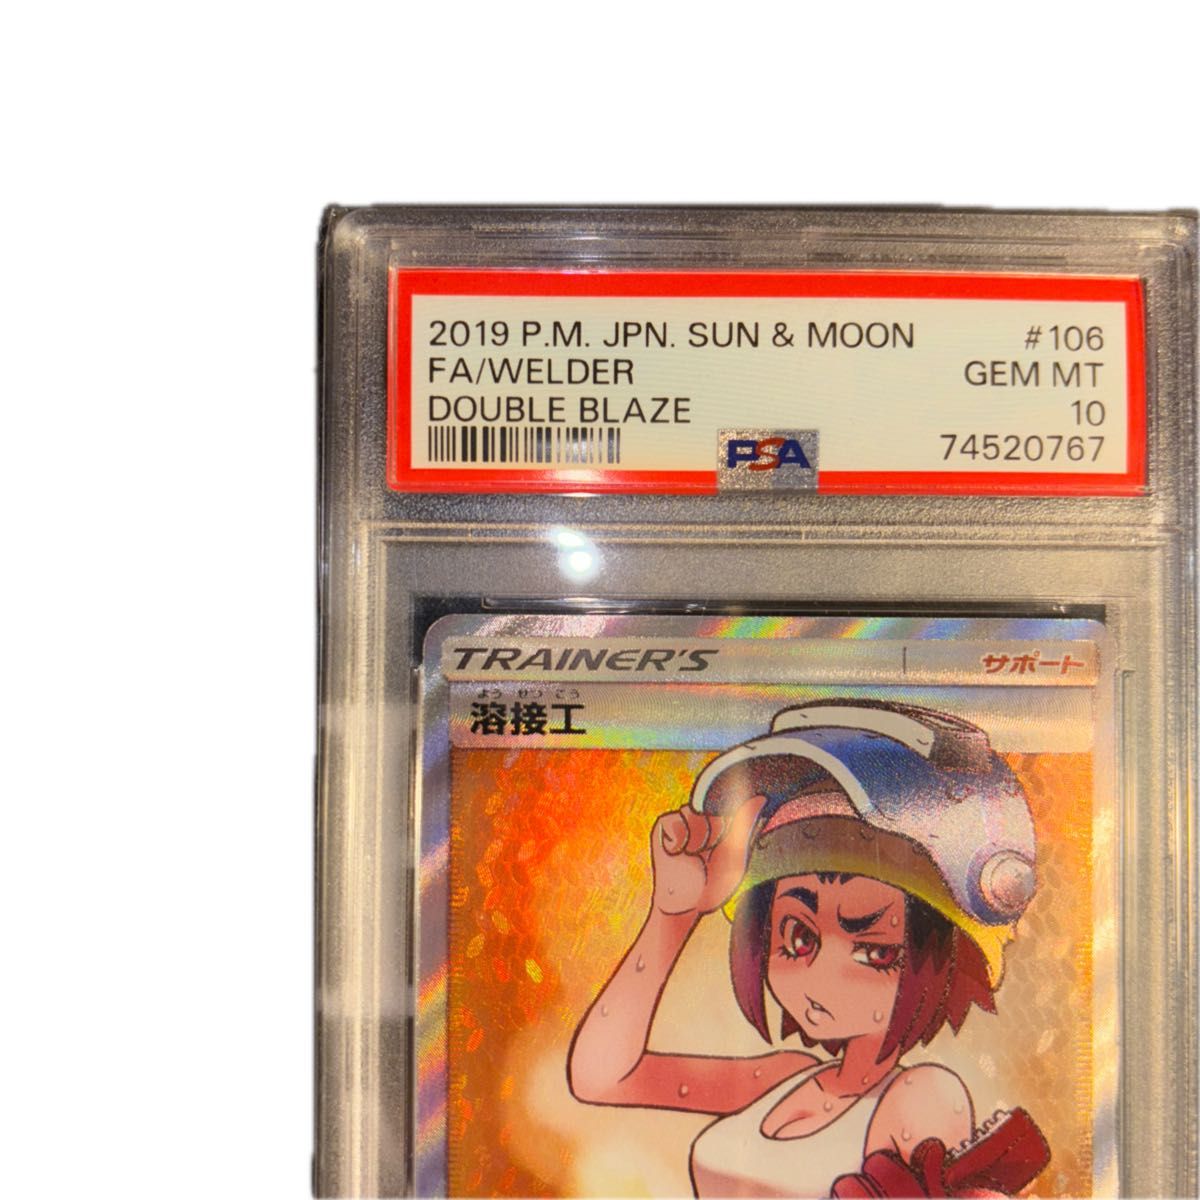 2019 P.M. JPN. SUN & MOON #106
FA/WELDER GEM MT
DOUBLE BLAZE 10
PSA 74520767
TRAINER'S サポート
ようせつこう
溶接工